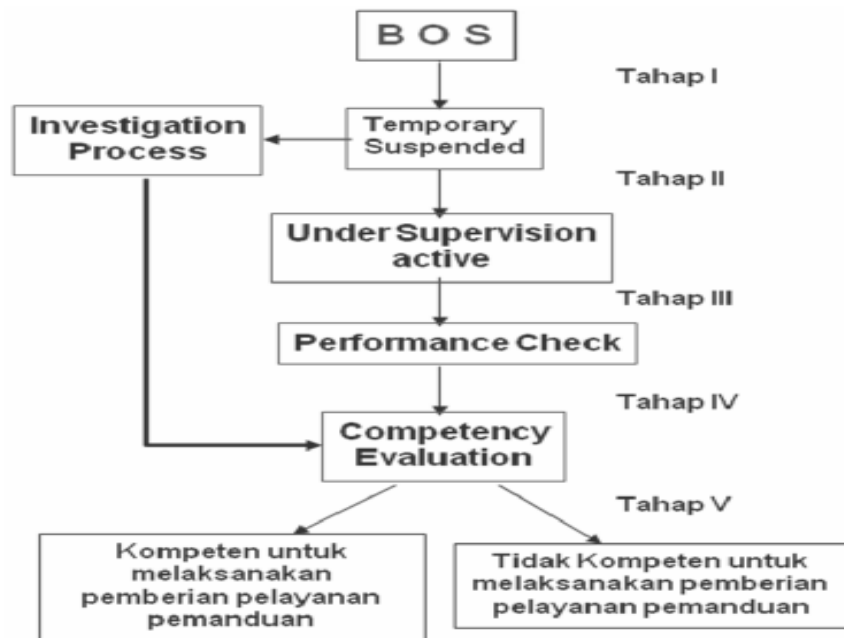 B O S
Tahap I
Investigation
Process
Temporary
Suspended
Tahap II
Under Supervision
active
Tahap III
Performance Check
Tahap IV
Competency
Evaluation
Tahap V
Kompeten untuk
melaksanakan
pemberian pelayanan
pemanduan
Tidak Kompeten untuk
melaksanakan pemberian
pelayanan pemanduan